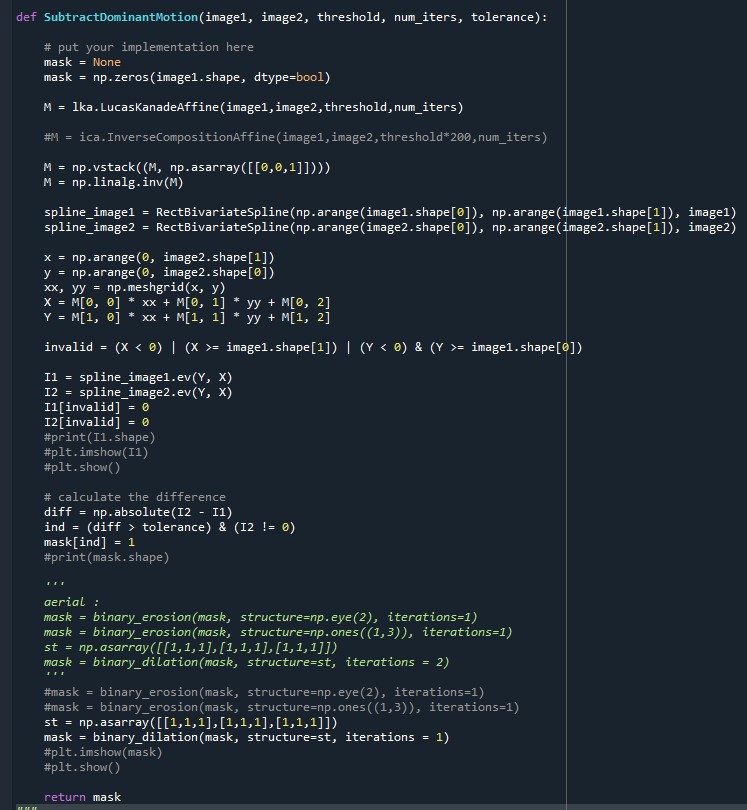 def SubtractDominantMotion(image1, image2, threshold, num_iters, tolerance):

    # put your implementation here
    mask = None
    mask = np.zeros(image1.shape, dtype=bool)

    M = lka.LucasKanadeAffine(image1,image2,threshold,num_iters)

    #M = ica.InverseCompositionAffine(image1,image2,threshold*200,num_iters)

    M = np.vstack((M, np.asarray([[0,0,1]])))
    M = np.linalg.inv(M)

    spline_image1 = RectBivariateSpline(np.arange(image1.shape[0]), np.arange(image1.shape[1]), image1)
    spline_image2 = RectBivariateSpline(np.arange(image2.shape[0]), np.arange(image2.shape[1]), image2)

    x = np.arange(0, image2.shape[1])
    y = np.arange(0, image2.shape[0])
    xx, yy = np.meshgrid(x, y)
    X = M[0, 0] * xx + M[0, 1] * yy + M[0, 2]
    Y = M[1, 0] * xx + M[1, 1] * yy + M[1, 2]

    invalid = (X < 0) | (X >= image1.shape[1]) | (Y < 0) & (Y >= image1.shape[0])

    I1 = spline_image1.ev(Y, X)
    I2 = spline_image2.ev(Y, X)
    I1[invalid] = 0
    I2[invalid] = 0
    #print(I1.shape)
    #plt.imshow(I1)
    #plt.show()

    # calculate the difference
    diff = np.absolute(I2 - I1)
    ind = (diff > tolerance) & (I2 != 0)
    mask[ind] = 1
    #print(mask.shape)

    '''
    aerial :
    mask = binary_erosion(mask, structure=np.eye(2), iterations=1)
    mask = binary_erosion(mask, structure=np.ones((1,3)), iterations=1)
    st = np.asarray([[1,1,1],[1,1,1],[1,1,1]])
    mask = binary_dilation(mask, structure=st, iterations = 2)
    '''
    #mask = binary_erosion(mask, structure=np.eye(2), iterations=1)
    #mask = binary_erosion(mask, structure=np.ones((1,3)), iterations=1)
    st = np.asarray([[1,1,1],[1,1,1],[1,1,1]])
    mask = binary_dilation(mask, structure=st, iterations = 1)
    #plt.imshow(mask)
    #plt.show()

    return mask
"""